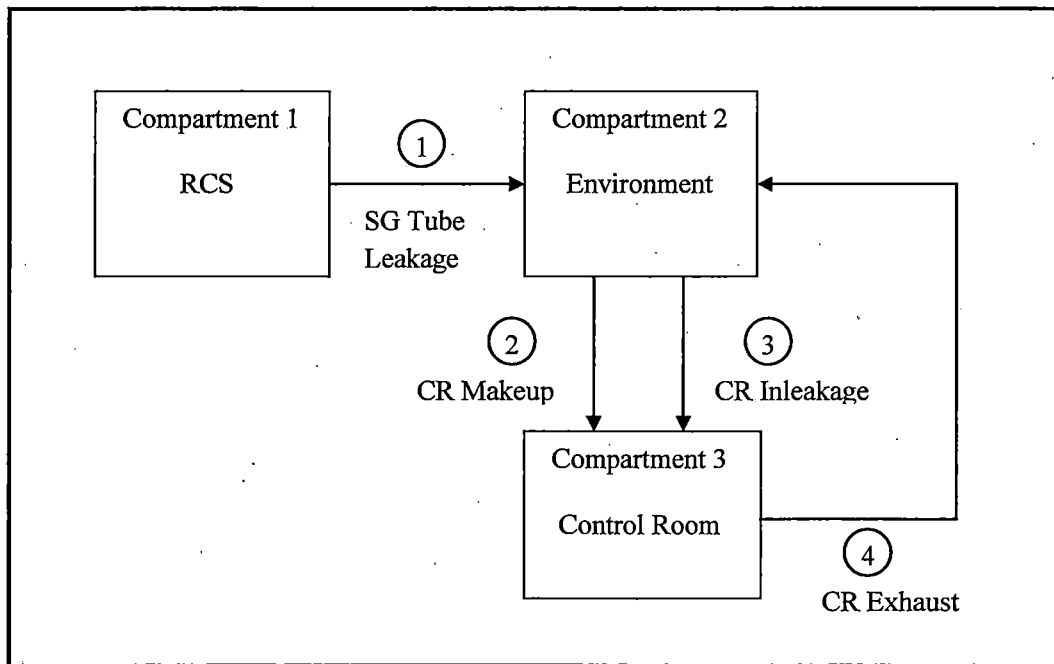 Compartment 1
RCS
1
SG Tube
Leakage
Compartment 2
Environment
2
CR Makeup
3
CR Inleakage
Compartment 3
Control Room
4
CR Exhaust